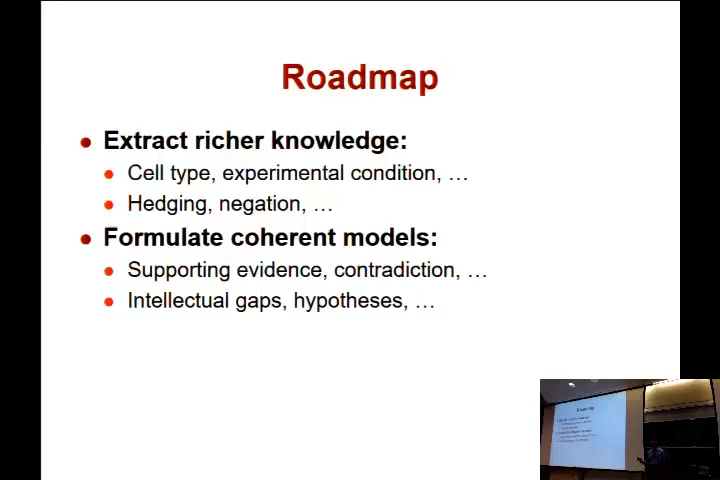 Roadmap
Extract richer knowledge:
Cell type, experimental condition, …
Hedging, negation, …
Formulate coherent models:
Supporting evidence, contradiction, …
Intellectual gaps, hypotheses, …
Roadmap